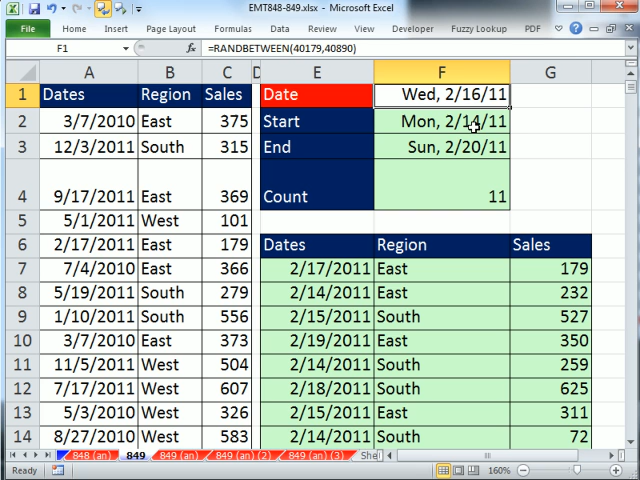 EMT848-849.xlsx - Microsoft Excel
File Home Insert Page Layout Formulas Data Review View Developer Fuzzy Lookup PDF
F1 fx =RANDBETWEEN(40179,40890)
A B C D E F G
1 Dates Region Sales Date Wed, 2/16/11
2 3/7/2010 East 375 Start Mon, 2/14/11
3 12/3/2011 South 315 End Sun, 2/20/11
4 9/17/2011 East 369 Count 11
5 5/1/2011 West 101
6 2/17/2011 East 179 Dates Region Sales
7 7/4/2010 East 366 2/17/2011 East 179
8 5/19/2011 South 279 2/14/2011 East 232
9 1/10/2011 South 556 2/15/2011 South 527
10 3/7/2010 East 373 2/19/2011 East 350
11 11/5/2011 West 504 2/14/2011 South 259
12 7/17/2011 West 607 2/18/2011 South 625
13 5/3/2010 West 326 2/15/2011 East 311
14 8/27/2010 West 583 2/14/2011 South 72
848 (an) 849 849 (an) 849 (an) (2) 849 (an) (3) She
Ready 160%